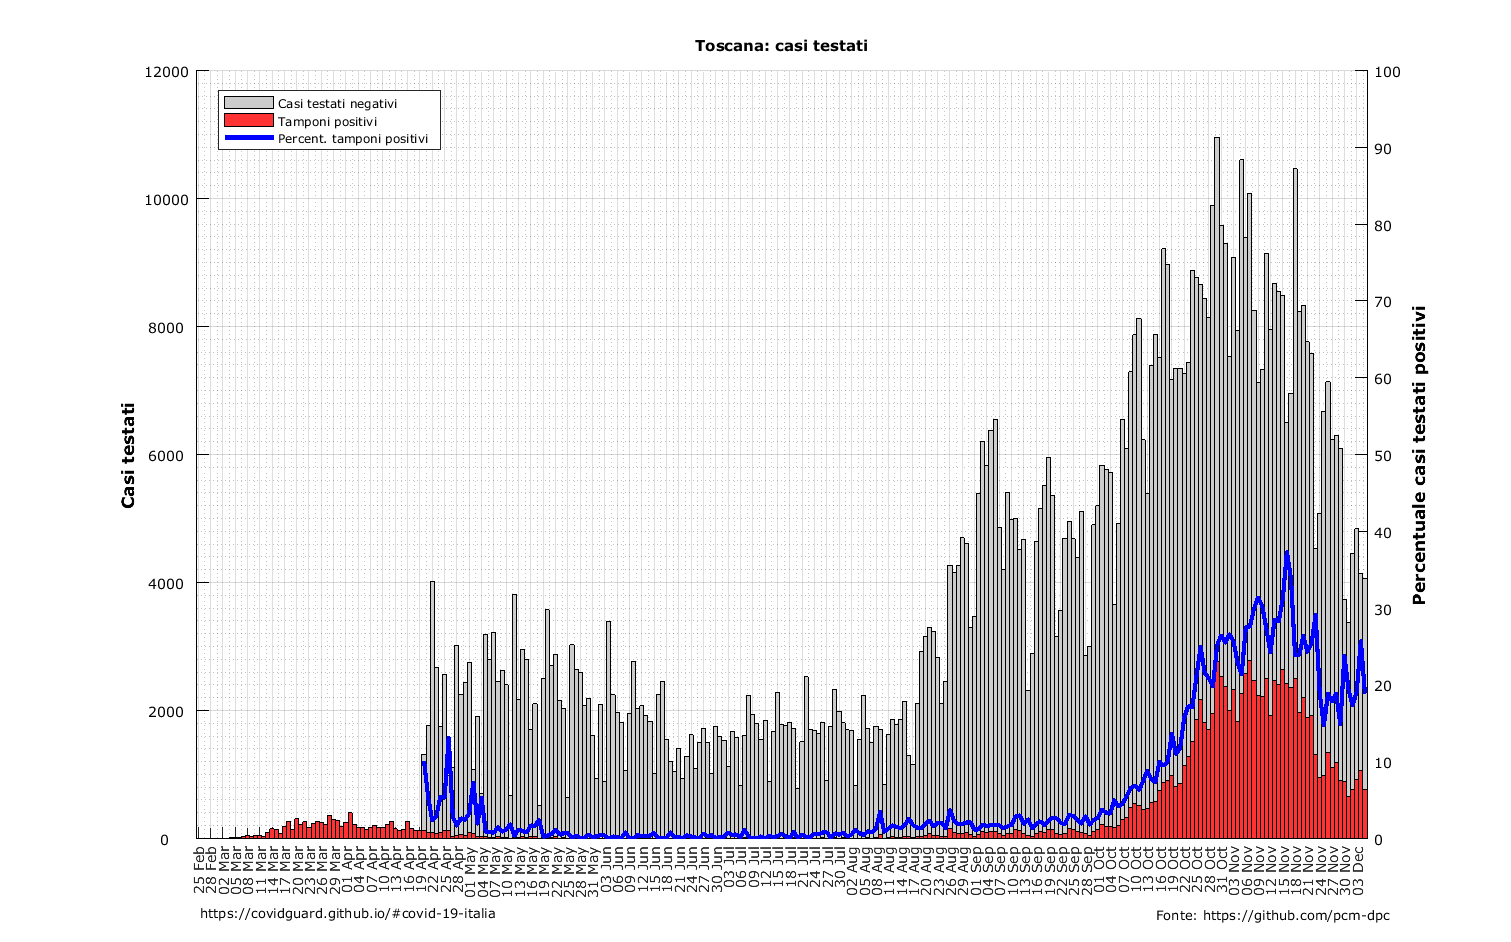 Toscana: casi testati
12000
10000
8000
6000
4000
2000
0
Casi testati
Casi testati negativi
Tamponi positivi
Percent. tamponi positivi
100
90
80
70
60
50
40
30
20
10
0
Percentuale casi testati positivi
25 Feb
28 Feb
02 Mar
05 Mar
08 Mar
11 Mar
14 Mar
17 Mar
20 Mar
23 Mar
26 Mar
29 Mar
01 Apr
04 Apr
07 Apr
10 Apr
13 Apr
16 Apr
19 Apr
22 Apr
25 Apr
28 Apr
01 May
04 May
07 May
10 May
13 May
16 May
19 May
22 May
25 May
28 May
31 May
03 Jun
06 Jun
09 Jun
12 Jun
15 Jun
18 Jun
21 Jun
24 Jun
27 Jun
30 Jun
03 Jul
06 Jul
09 Jul
12 Jul
15 Jul
18 Jul
21 Jul
24 Jul
27 Jul
30 Jul
02 Aug
05 Aug
08 Aug
11 Aug
14 Aug
17 Aug
20 Aug
23 Aug
26 Aug
29 Aug
01 Sep
04 Sep
07 Sep
10 Sep
13 Sep
16 Sep
19 Sep
22 Sep
25 Sep
28 Sep
01 Oct
04 Oct
07 Oct
10 Oct
13 Oct
16 Oct
19 Oct
22 Oct
25 Oct
28 Oct
31 Oct
03 Nov
06 Nov
09 Nov
12 Nov
15 Nov
18 Nov
21 Nov
24 Nov
27 Nov
30 Nov
03 Dec
https://covidguard.github.io/#covid-19-italia
Fonte: https://github.com/pcm-dpc